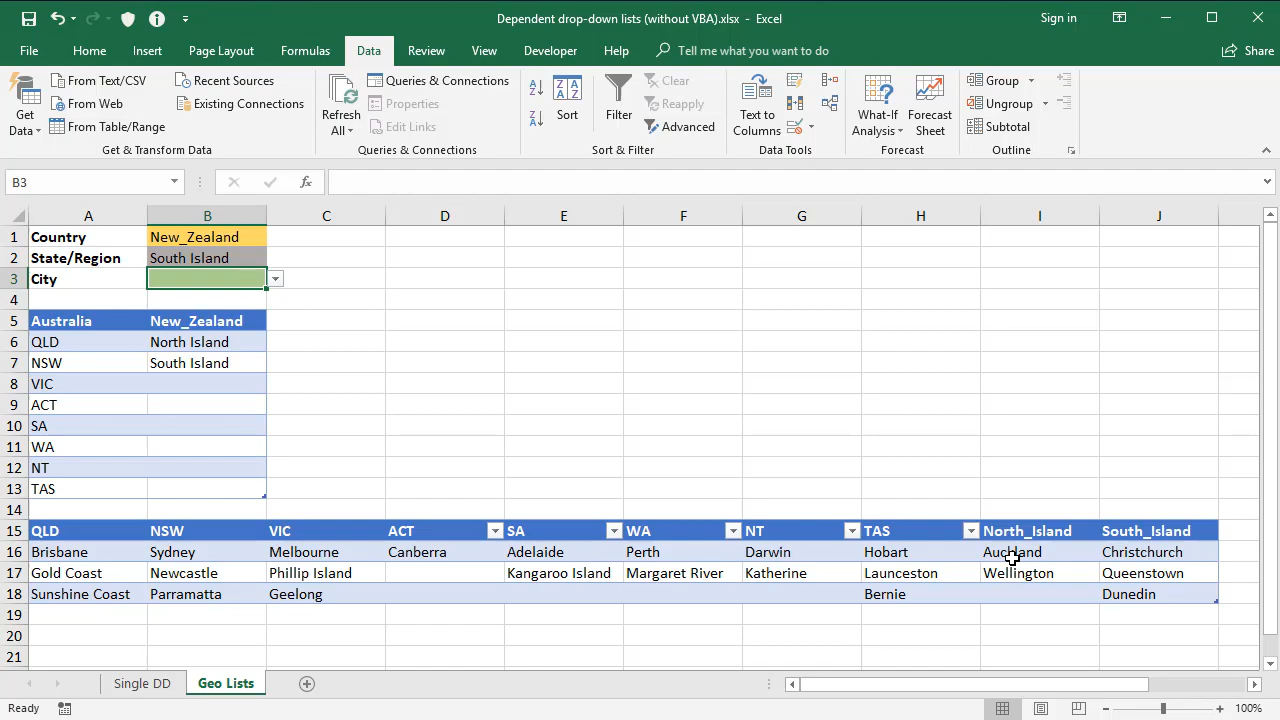 Dependent drop-down lists (without VBA).xlsx - Excel
Sign in
File Home Insert Page Layout Formulas Data Review View Developer Help Tell me what you want to do Share
Get Data
From Text/CSV
From Web
From Table/Range
Recent Sources
Existing Connections
Get & Transform Data
Refresh All
Queries & Connections
Properties
Edit Links
Queries & Connections
Sort
Filter
Clear
Reapply
Advanced
Sort & Filter
Text to Columns
Data Tools
What-If Analysis
Forecast Sheet
Forecast
Group
Ungroup
Subtotal
Outline
B3 fx
A B C D E F G H I J
1 Country New_Zealand
2 State/Region South Island
3 City
4
5 Australia New_Zealand
6 QLD North Island
7 NSW South Island
8 VIC
9 ACT
10 SA
11 WA
12 NT
13 TAS
14
15 QLD NSW VIC ACT SA WA NT TAS North_Island South_Island
16 Brisbane Sydney Melbourne Canberra Adelaide Perth Darwin Hobart Auckland Christchurch
17 Gold Coast Newcastle Phillip Island Kangaroo Island Margaret River Katherine Launceston Wellington Queenstown
18 Sunshine Coast Parramatta Geelong Bernie Dunedin
19
20
21
Single DD Geo Lists
Ready 100%